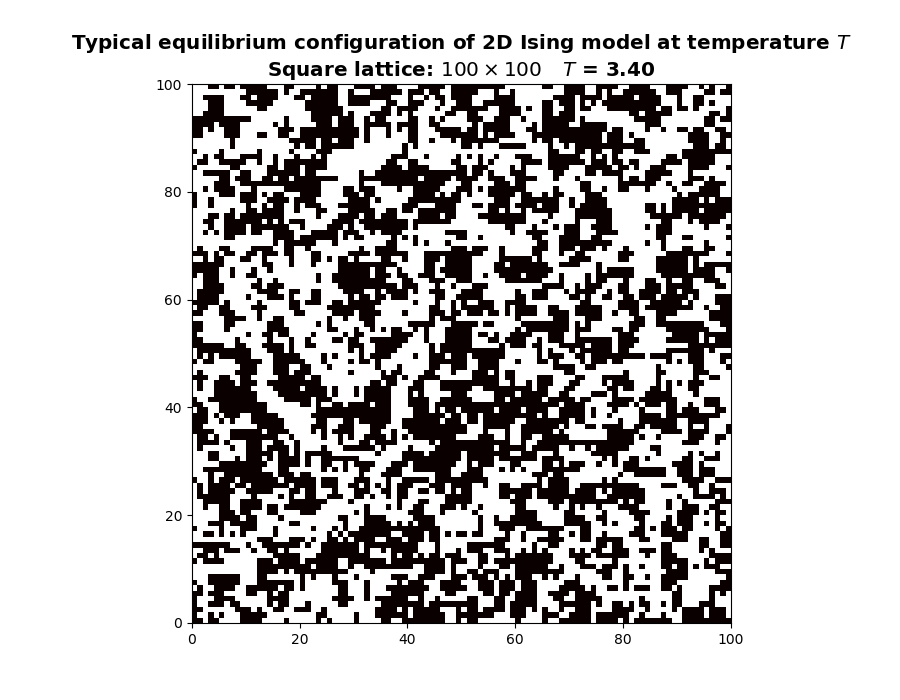 Typical equilibrium configuration of 2D Ising model at temperature T
Square lattice: 100 × 100 T = 3.40
100
80
60
40
20
0
0 20 40 60 80 100